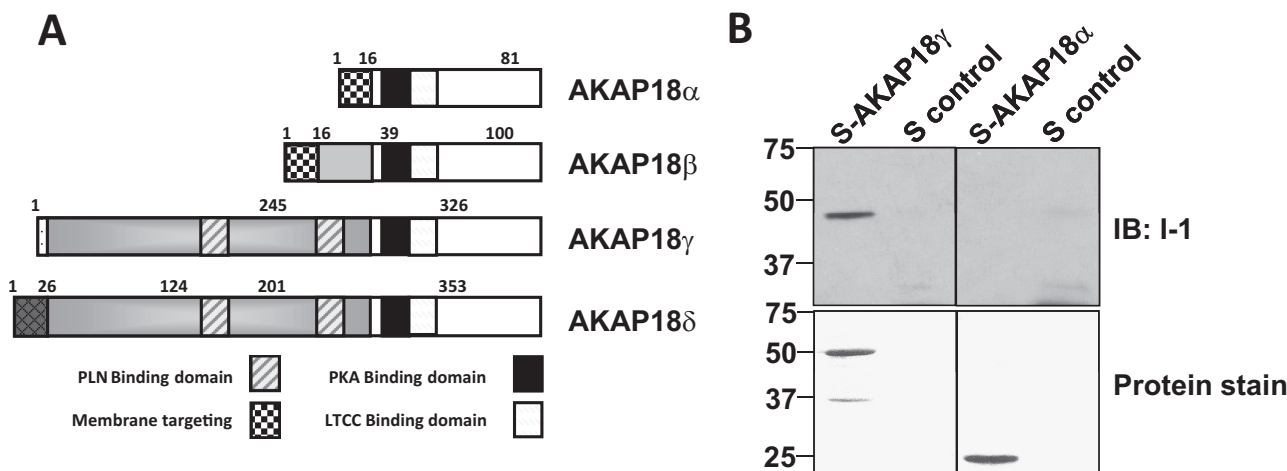 A
1 16 81
AKAP18α
1 16 39 100
AKAP18β
1 245 326
AKAP18γ
1 26 124 201 353
AKAP18δ
PLN Binding domain
PKA Binding domain
Membrane targeting
LTCC Binding domain
B
S-AKAP18γ
S control
S-AKAP18α
S control
75
50
37
IB: I-1
75
50
37
25
Protein stain